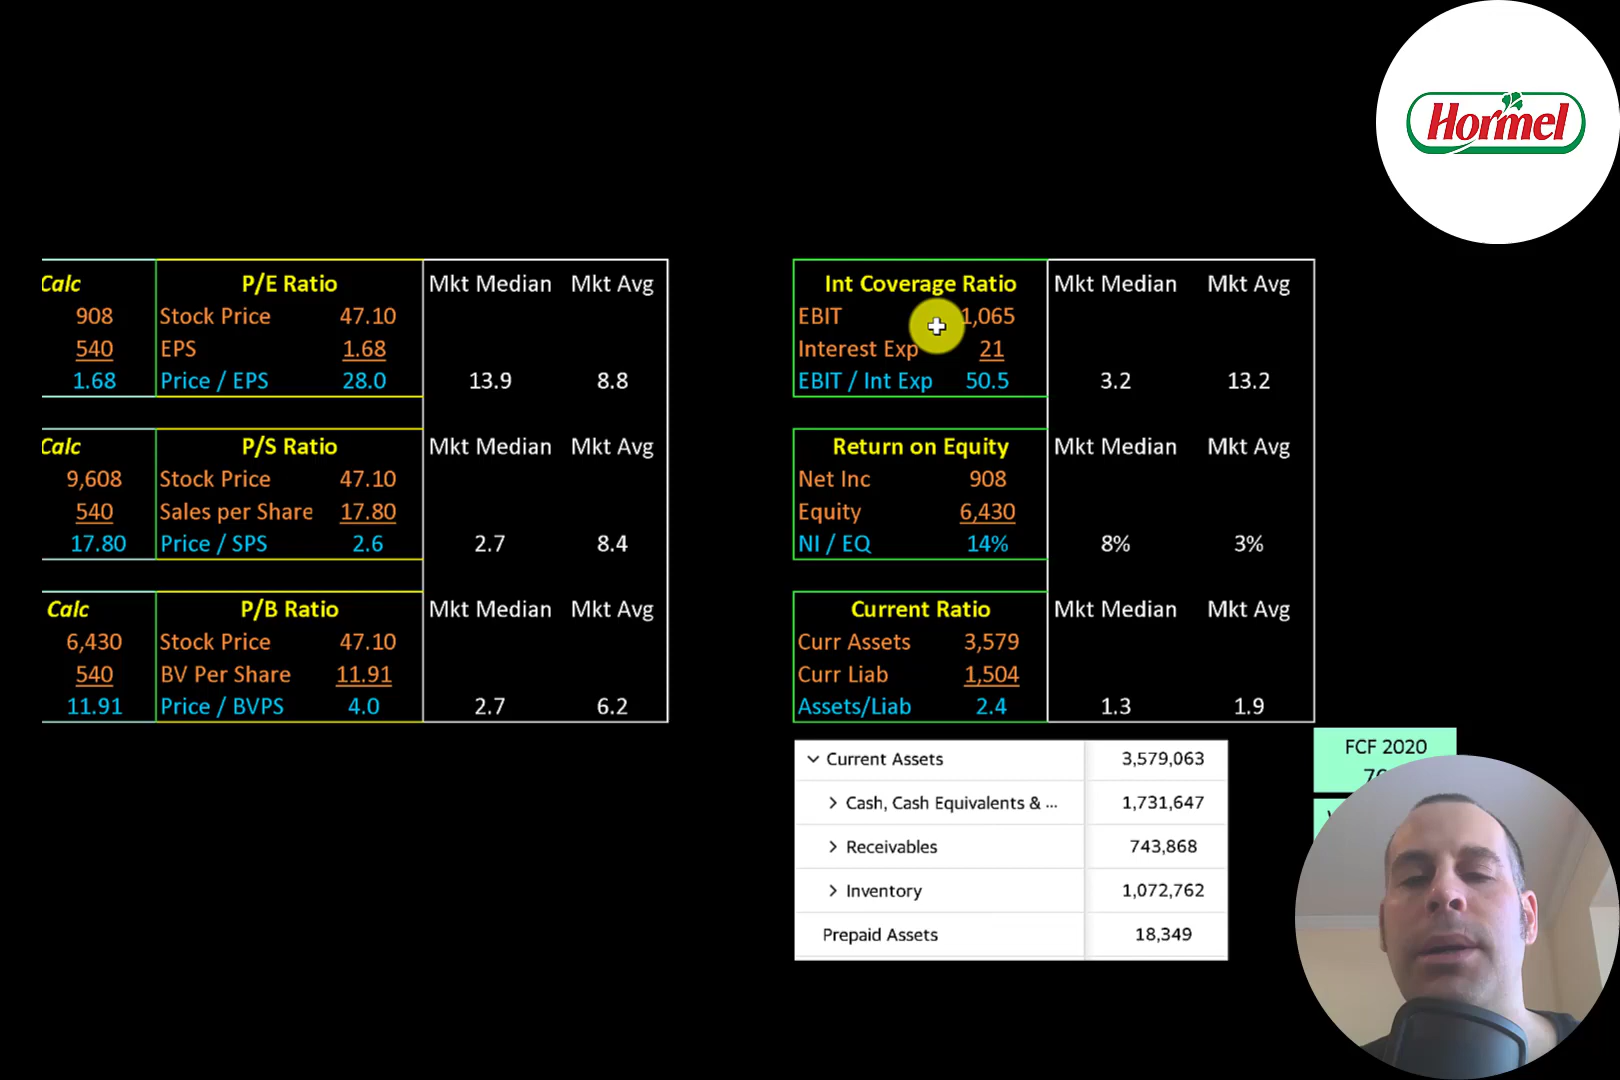 Hormel
Calc P/E Ratio Mkt Median Mkt Avg
908 Stock Price 47.10
540 EPS 1.68
1.68 Price / EPS 28.0 13.9 8.8
Calc P/S Ratio Mkt Median Mkt Avg
9,608 Stock Price 47.10
540 Sales per Share 17.80
17.80 Price / SPS 2.6 2.7 8.4
Calc P/B Ratio Mkt Median Mkt Avg
6,430 Stock Price 47.10
540 BV Per Share 11.91
11.91 Price / BVPS 4.0 2.7 6.2
Int Coverage Ratio Mkt Median Mkt Avg
EBIT 1,065
Interest Exp 21
EBIT / Int Exp 50.5 3.2 13.2
Return on Equity Mkt Median Mkt Avg
Net Inc 908
Equity 6,430
NI / EQ 14% 8% 3%
Current Ratio Mkt Median Mkt Avg
Curr Assets 3,579
Curr Liab 1,504
Assets/Liab 2.4 1.3 1.9
Current Assets 3,579,063
Cash, Cash Equivalents & ... 1,731,647
Receivables 743,868
Inventory 1,072,762
Prepaid Assets 18,349
FCF 2020